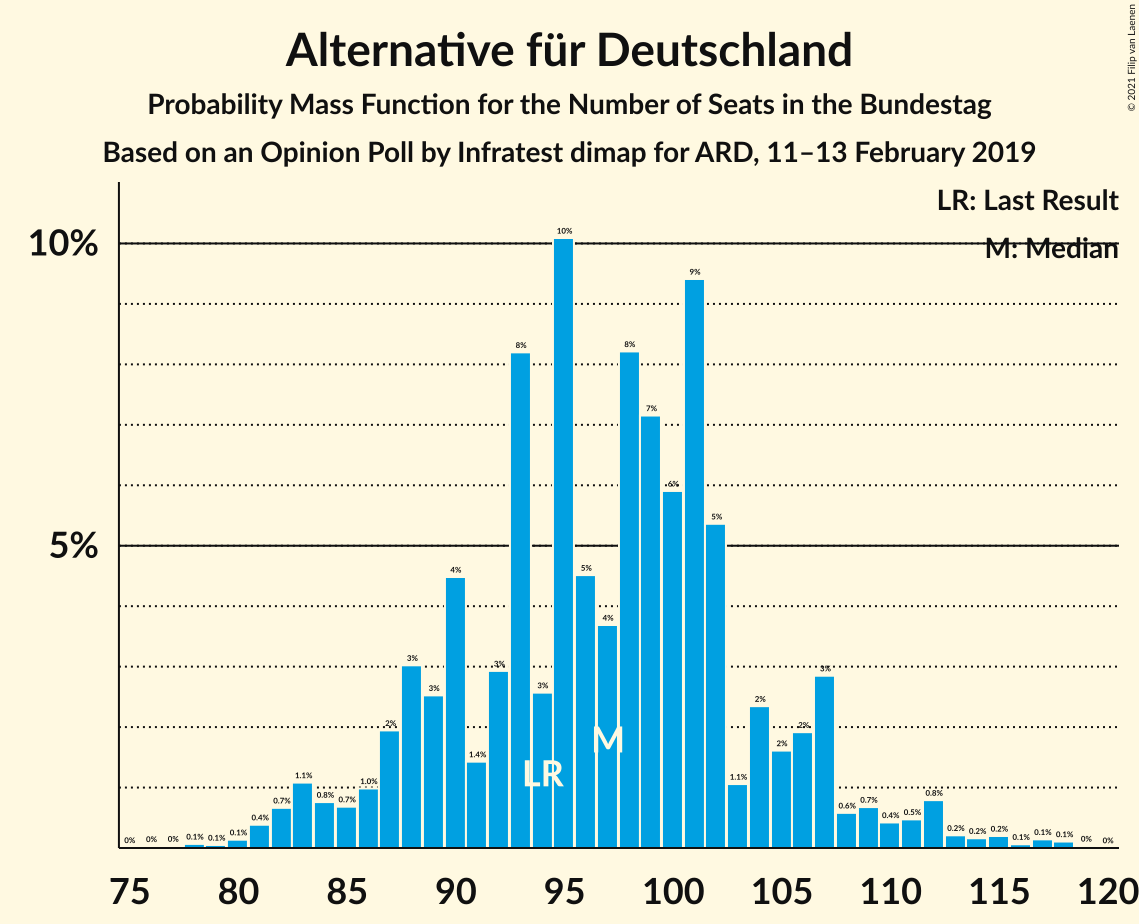 Alternative für Deutschland
Probability Mass Function for the Number of Seats in the Bundestag
Based on an Opinion Poll by Infratest dimap for ARD, 11–13 February 2019
© 2021 Filip van Laenen
LR: Last Result
M: Median
10%
5%
0% 0% 0% 0.1% 0.1% 0.1% 0.4% 0.7% 1.1% 0.8% 0.7% 1.0% 2% 3% 3% 4% 1.4% 3% 8% 3% 10% 5% 4% 8% 7% 6% 9% 5% 1.1% 2% 2% 2% 3% 0.6% 0.7% 0.4% 0.5% 0.8% 0.2% 0.2% 0.2% 0.1% 0.1% 0.1% 0% 0%
M
LR
75 80 85 90 95 100 105 110 115 120